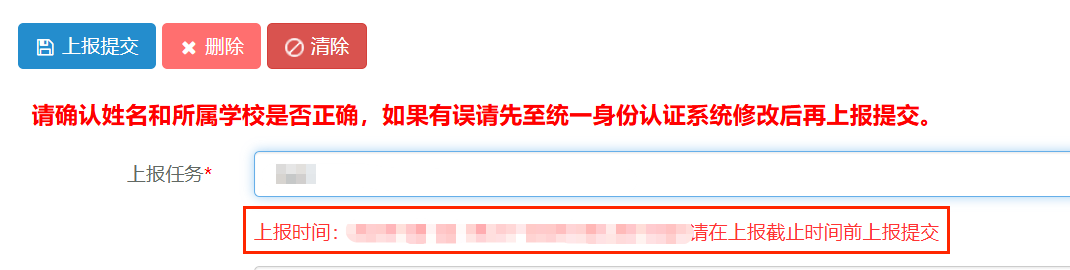 上报提交 删除 清除
请确认姓名和所属学校是否正确，如果有误请先至统一身份认证系统修改后再上报提交。
上报任务*
上报时间：请在上报截止时间前上报提交